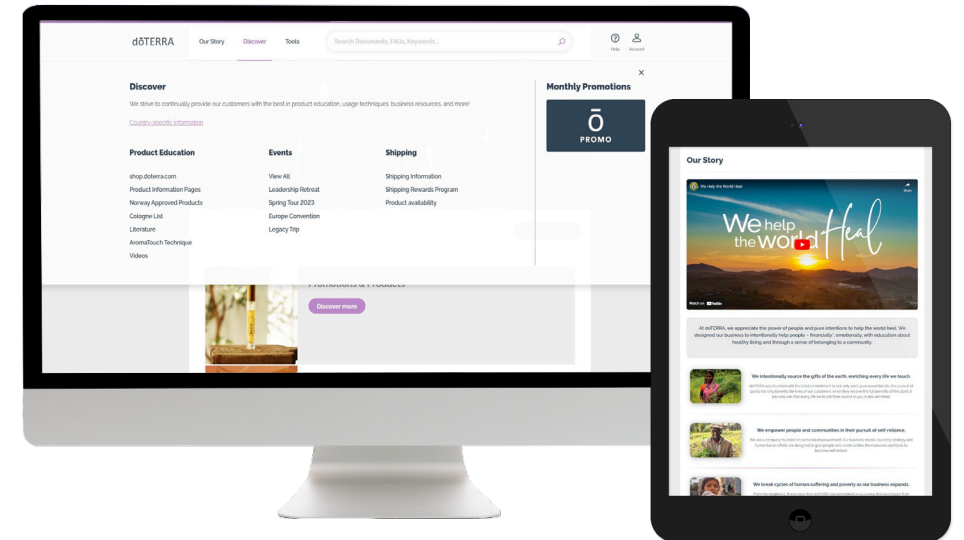 dōTERRA
Our Story
Discover
Tools
Search Documents, FAQs, Keywords...
Help
Account
Discover
We strive to continually provide our customers with the best in product education, usage techniques, business resources, and more!
Country-specific information
Product Education
shop.doterra.com
Product Information Pages
Norway Approved Products
Cologne List
Literature
AromaTouch Technique
Videos
Events
View All
Leadership Retreat
Spring Tour 2023
Europe Convention
Legacy Trip
Shipping
Shipping Information
Shipping Rewards Program
Product availability
Monthly Promotions
Ō
PROMO
Promotions & Products
Discover more
Our Story
We Help the World Heal
Share
We help
the world Heal
Watch on YouTube
At doTERRA, we appreciate the power of people and pure intentions to help the world heal. We
designed our business to intentionally help people – financially*, emotionally, with education about
healthy living and through a sense of belonging to a community.
We intentionally source the gifts of the earth, enriching every life we touch.
We empower people and communities in their pursuit of self-reliance.
We break cycles of human suffering and poverty as our business expands.